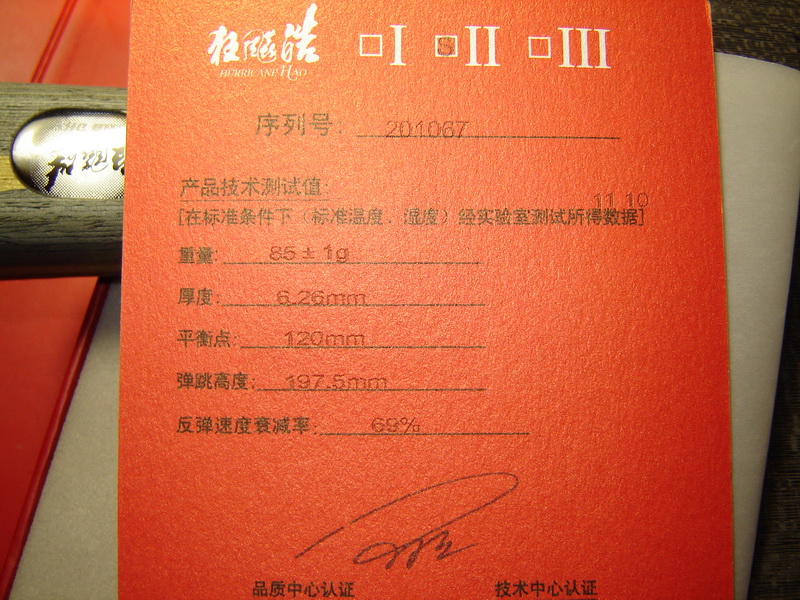 狂飚皓 □I □II □III
HURRICANE HAO
序列号: 201067
产品技术测试值:
11 10
[在标准条件下（标准温度、湿度）经实验室测试所得数据]
重量: 85±1g
厚度: 6.26mm
平衡点: 120mm
弹跳高度: 197.5mm
反弹速度衰减率: 69%
品质中心认证 技术中心认证